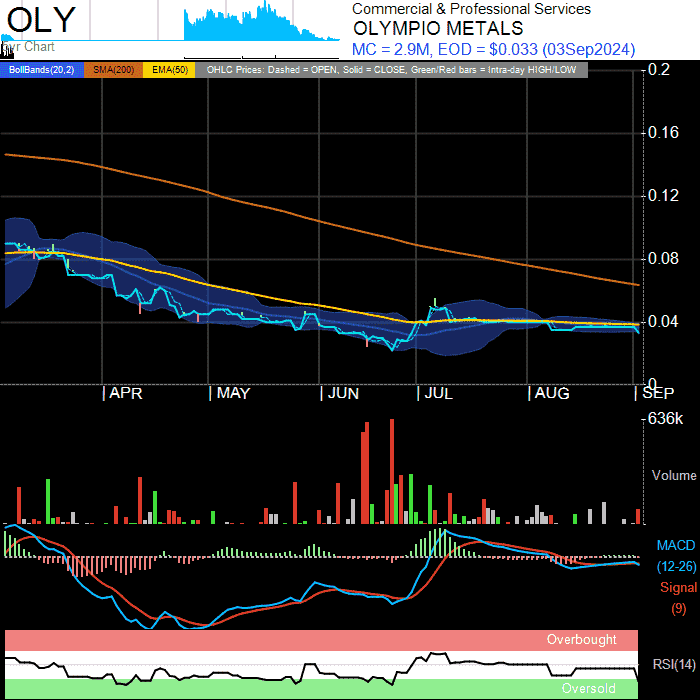 OLY
Commercial & Professional Services
OLYMPIO METALS
MC = 2.9M, EOD = $0.033 (03Sep2024)
BollBands(20,2) SMA(200) EMA(50) OHLC Prices: Dashed = OPEN, Solid = CLOSE, Green/Red bars = Intra-day HIGH/LOW
0.2
0.16
0.12
0.08
0.04
0
APR MAY JUN JUL AUG SEP
636k
Volume
MACD
(12-26)
Signal
(9)
Overbought
RSI(14)
Oversold